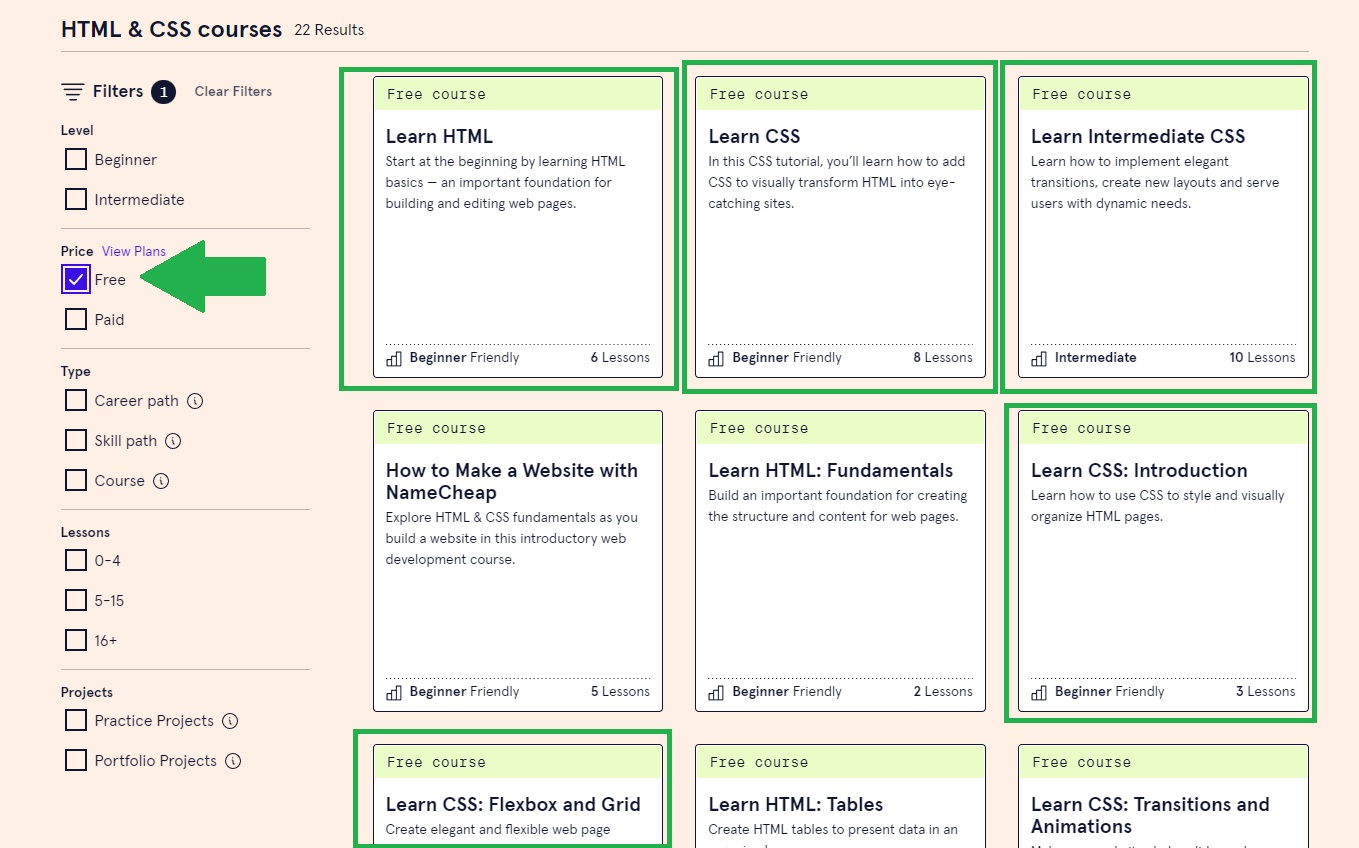 HTML & CSS courses 22 Results
Filters 1 Clear Filters
Level
Beginner
Intermediate
Price View Plans
Free
Paid
Type
Career path
Skill path
Course
Lessons
0-4
5-15
16+
Projects
Practice Projects
Portfolio Projects
Free course
Learn HTML
Start at the beginning by learning HTML
basics — an important foundation for
building and editing web pages.
Beginner Friendly 6 Lessons
Free course
Learn CSS
In this CSS tutorial, you’ll learn how to add
CSS to visually transform HTML into eye-
catching sites.
Beginner Friendly 8 Lessons
Free course
Learn Intermediate CSS
Learn how to implement elegant
transitions, create new layouts and serve
users with dynamic needs.
Intermediate 10 Lessons
Free course
How to Make a Website with
NameCheap
Explore HTML & CSS fundamentals as you
build a website in this introductory web
development course.
Beginner Friendly 5 Lessons
Free course
Learn HTML: Fundamentals
Build an important foundation for creating
the structure and content for web pages.
Beginner Friendly 2 Lessons
Free course
Learn CSS: Introduction
Learn how to use CSS to style and visually
organize HTML pages.
Beginner Friendly 3 Lessons
Free course
Learn CSS: Flexbox and Grid
Create elegant and flexible web page
Free course
Learn HTML: Tables
Create HTML tables to present data in an
Free course
Learn CSS: Transitions and
Animations